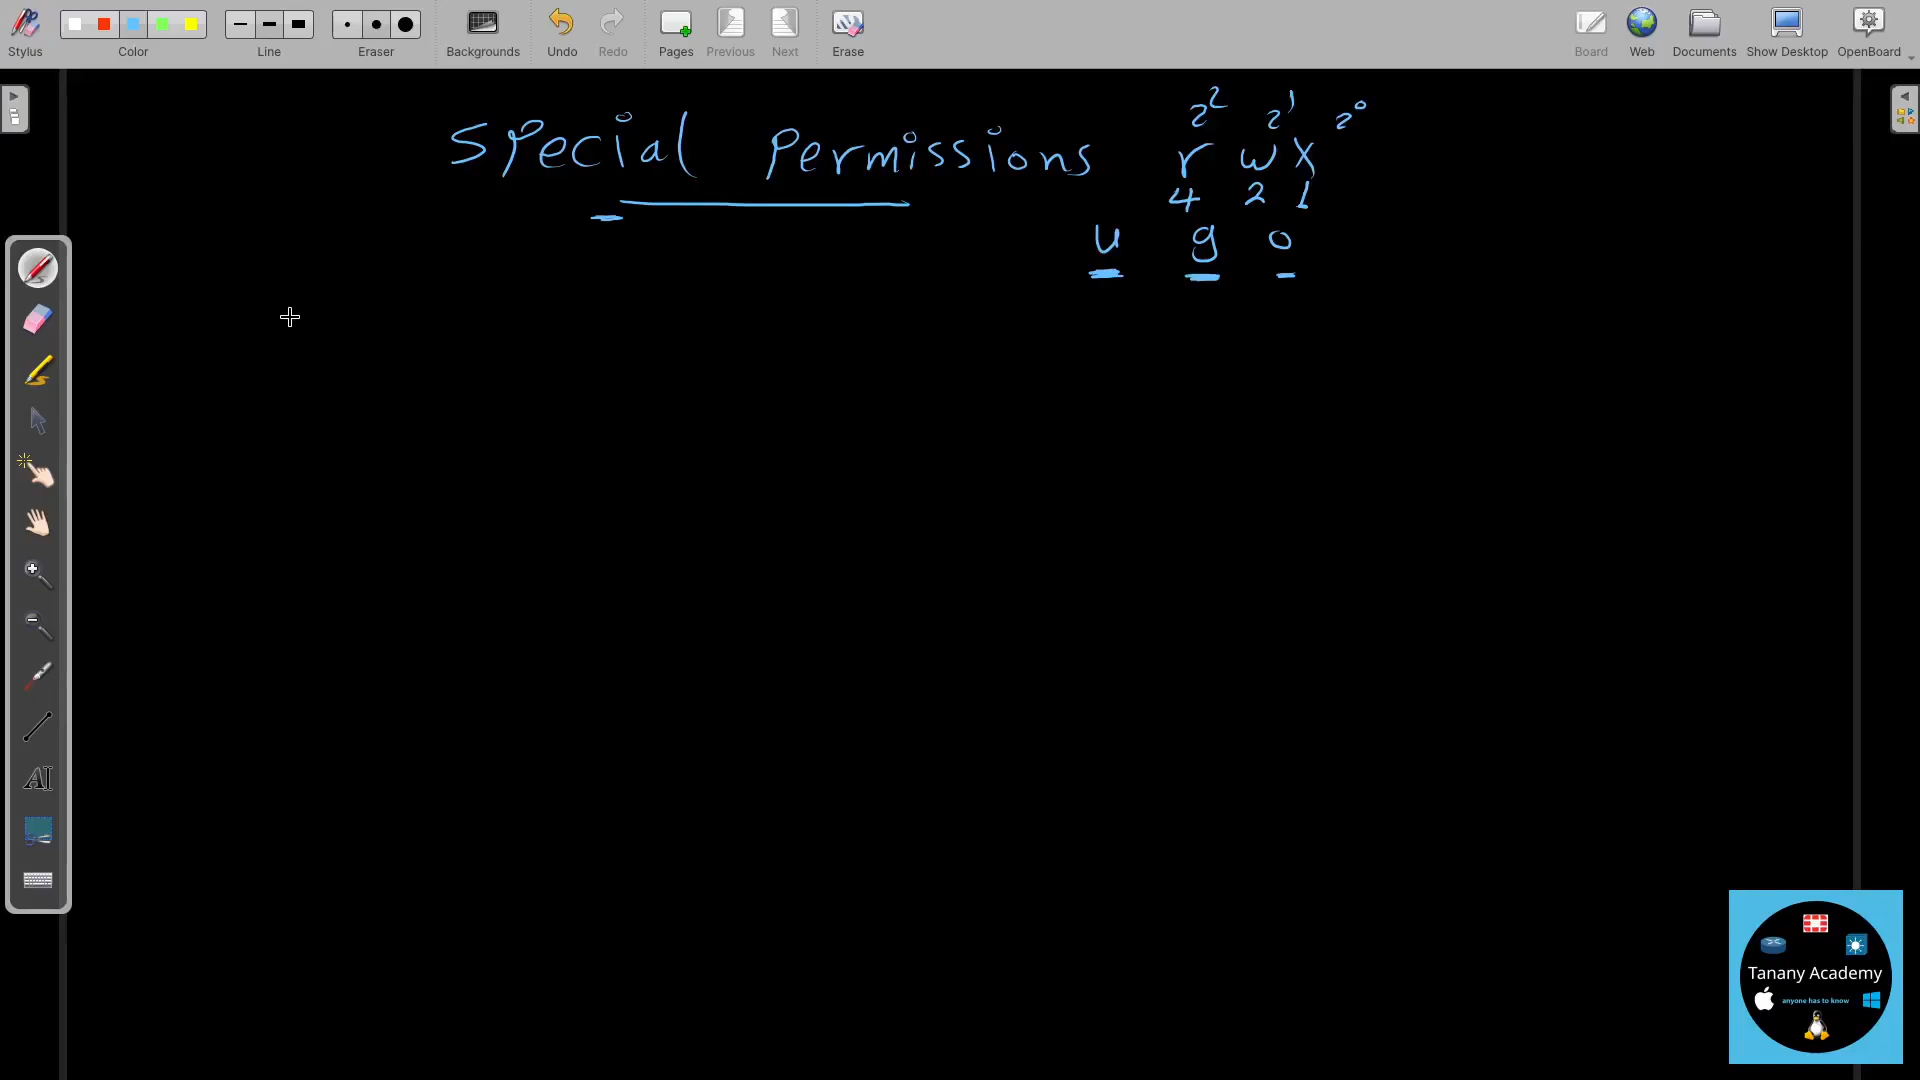 Stylus
Color
Line
Eraser
Backgrounds
Undo
Redo
Pages
Previous
Next
Erase
Board
Web
Documents
Show Desktop
OpenBoard
2² 2¹ 2⁰
Special Permissions r w x
4 2 1
u g o
AI
Tanany Academy
anyone has to know